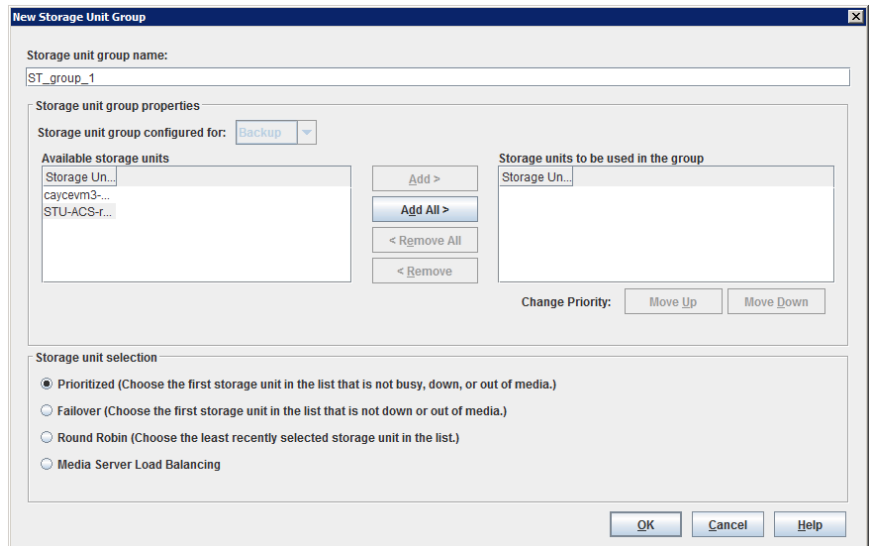 New Storage Unit Group
Storage unit group name:
ST_group_1
Storage unit group properties
Storage unit group configured for: Backup
Available storage units
Storage Un...
caycevm3-...
STU-ACS-r...
Add >
Add All >
< Remove All
< Remove
Storage units to be used in the group
Storage Un...
Change Priority: Move Up Move Down
Storage unit selection
Prioritized (Choose the first storage unit in the list that is not busy, down, or out of media.)
Failover (Choose the first storage unit in the list that is not down or out of media.)
Round Robin (Choose the least recently selected storage unit in the list.)
Media Server Load Balancing
OK Cancel Help